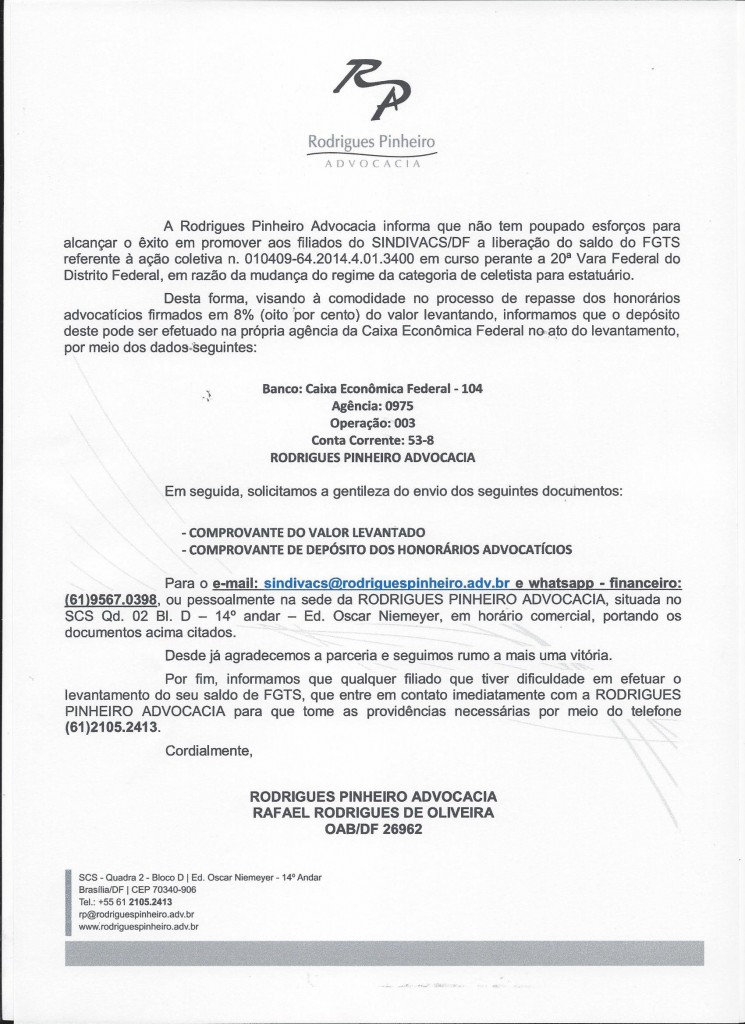 RP
Rodrigues Pinheiro
ADVOCACIA
A Rodrigues Pinheiro Advocacia informa que não tem poupado esforços para
alcançar o êxito em promover aos filiados do SINDIVACS/DF a liberação do saldo do FGTS
referente à ação coletiva n. 010409-64.2014.4.01.3400 em curso perante a 20ª Vara Federal do
Distrito Federal, em razão da mudança do regime da categoria de celetista para estatuário.
Desta forma, visando à comodidade no processo de repasse dos honorários
advocatícios firmados em 8% (oito por cento) do valor levantando, informamos que o depósito
deste pode ser efetuado na própria agência da Caixa Econômica Federal no ato do levantamento,
por meio dos dados seguintes:
Banco: Caixa Econômica Federal - 104
Agência: 0975
Operação: 003
Conta Corrente: 53-8
RODRIGUES PINHEIRO ADVOCACIA
Em seguida, solicitamos a gentileza do envio dos seguintes documentos:
- COMPROVANTE DO VALOR LEVANTADO
- COMPROVANTE DE DEPÓSITO DOS HONORÁRIOS ADVOCATÍCIOS
Para o e-mail: sindivacs@rodriguespinheiro.adv.br e whatsapp - financeiro:
(61)9567.0398, ou pessoalmente na sede da RODRIGUES PINHEIRO ADVOCACIA, situada no
SCS Qd. 02 Bl. D – 14º andar – Ed. Oscar Niemeyer, em horário comercial, portando os
documentos acima citados.
Desde já agradecemos a parceria e seguimos rumo a mais uma vitória.
Por fim, informamos que qualquer filiado que tiver dificuldade em efetuar o
levantamento do seu saldo de FGTS, que entre em contato imediatamente com a RODRIGUES
PINHEIRO ADVOCACIA para que tome as providências necessárias por meio do telefone
(61)2105.2413.
Cordialmente,
RODRIGUES PINHEIRO ADVOCACIA
RAFAEL RODRIGUES DE OLIVEIRA
OAB/DF 26962
SCS - Quadra 2 - Bloco D | Ed. Oscar Niemeyer - 14º Andar
Brasília/DF | CEP 70340-906
Tel.: +55 61 2105.2413
rp@rodriguespinheiro.adv.br
www.rodriguespinheiro.adv.br